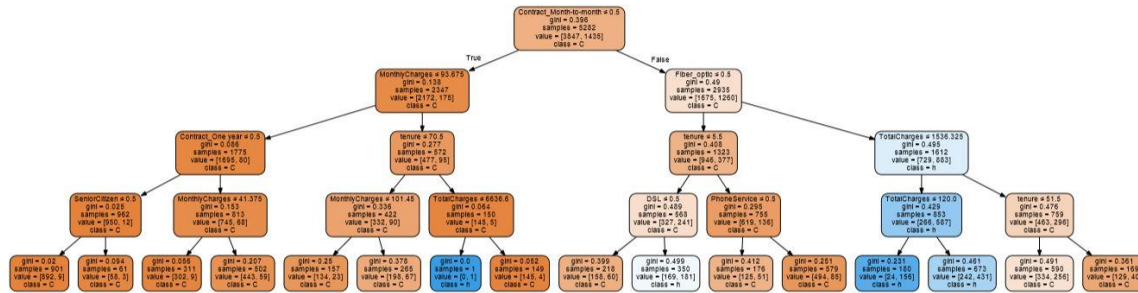 Contract_Month-to-month ≤ 0.5
gini = 0.396
samples = 5282
value = [3847, 1435]
class = C
True
False
MonthlyCharges ≤ 93.675
gini = 0.138
samples = 2347
value = [2172, 175]
class = C
Fiber_optic ≤ 0.5
gini = 0.49
samples = 2935
value = [1675, 1260]
class = C
Contract_One year ≤ 0.5
gini = 0.086
samples = 1775
value = [1695, 80]
class = C
tenure ≤ 70.5
gini = 0.277
samples = 572
value = [477, 95]
class = C
tenure ≤ 5.5
gini = 0.408
samples = 1323
value = [946, 377]
class = C
TotalCharges ≤ 1536.325
gini = 0.495
samples = 1612
value = [729, 883]
class = h
SeniorCitizen ≤ 0.5
gini = 0.025
samples = 962
value = [950, 12]
class = C
MonthlyCharges ≤ 41.375
gini = 0.153
samples = 813
value = [745, 68]
class = C
MonthlyCharges ≤ 101.45
gini = 0.336
samples = 422
value = [332, 90]
class = C
TotalCharges ≤ 6636.6
gini = 0.064
samples = 150
value = [145, 5]
class = C
DSL ≤ 0.5
gini = 0.489
samples = 568
value = [327, 241]
class = C
PhoneService ≤ 0.5
gini = 0.295
samples = 755
value = [619, 136]
class = C
TotalCharges ≤ 120.0
gini = 0.429
samples = 853
value = [266, 587]
class = h
tenure ≤ 51.5
gini = 0.476
samples = 759
value = [463, 296]
class = C
gini = 0.02
samples = 901
value = [892, 9]
class = C
gini = 0.094
samples = 61
value = [58, 3]
class = C
gini = 0.056
samples = 311
value = [302, 9]
class = C
gini = 0.207
samples = 502
value = [443, 59]
class = C
gini = 0.25
samples = 157
value = [134, 23]
class = C
gini = 0.378
samples = 265
value = [198, 67]
class = C
gini = 0.0
samples = 1
value = [0, 1]
class = h
gini = 0.052
samples = 149
value = [145, 4]
class = C
gini = 0.399
samples = 218
value = [158, 60]
class = C
gini = 0.499
samples = 350
value = [169, 181]
class = h
gini = 0.412
samples = 176
value = [125, 51]
class = C
gini = 0.251
samples = 579
value = [494, 85]
class = C
gini = 0.231
samples = 180
value = [24, 156]
class = h
gini = 0.461
samples = 673
value = [242, 431]
class = h
gini = 0.491
samples = 590
value = [334, 256]
class = C
gini = 0.361
samples = 169
value = [129, 40]
class = C